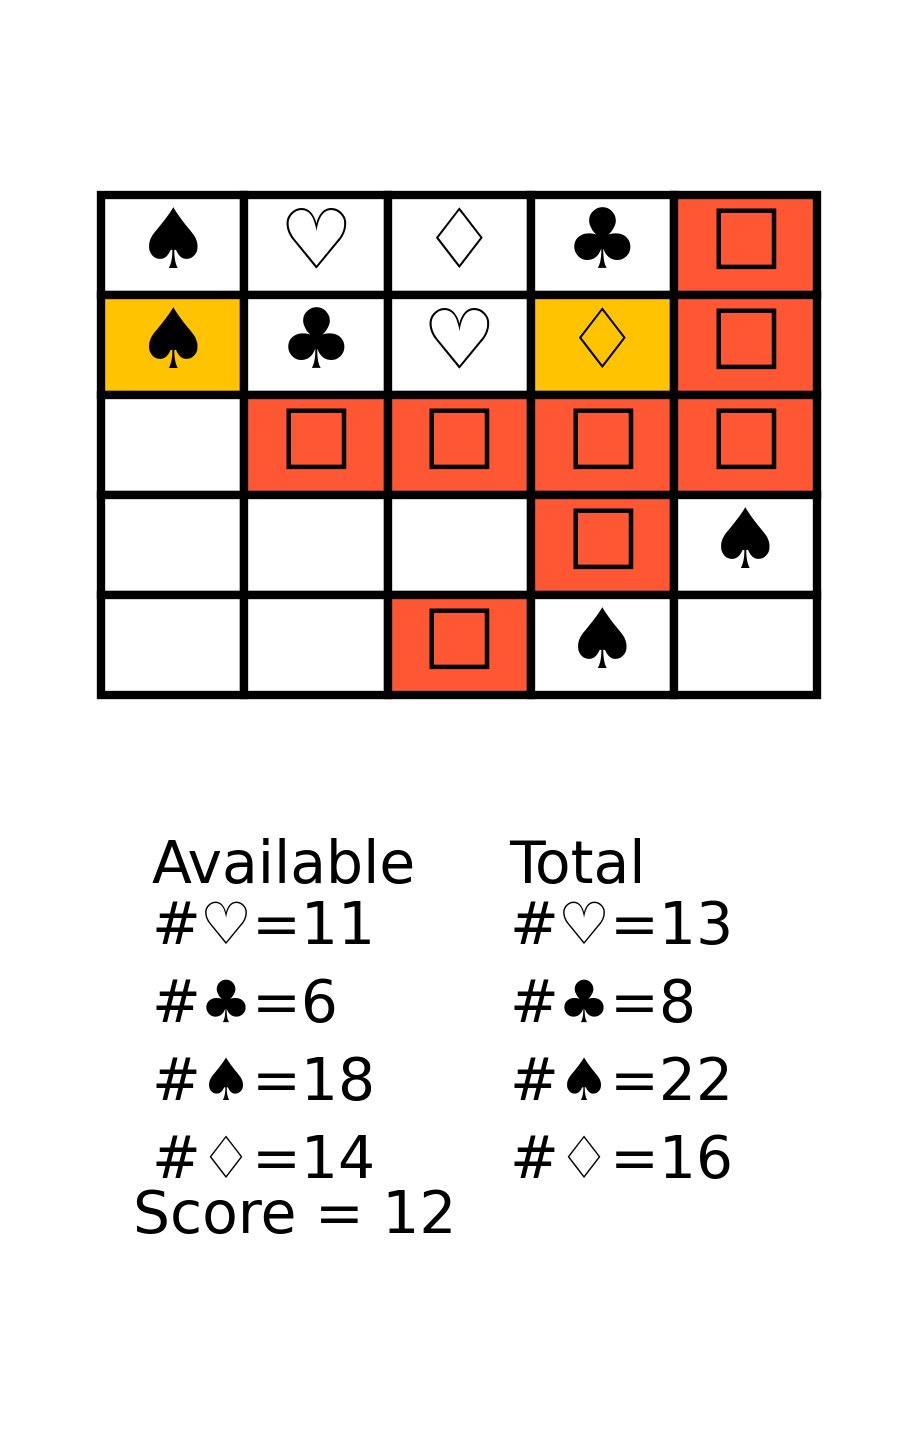 ♠ ♡ ♢ ♣ □
♠ ♣ ♡ ♢ □
□ □ □ □
□ ♠
□ ♠
Available Total
#♡=11 #♡=13
#♣=6 #♣=8
#♠=18 #♠=22
#♢=14 #♢=16
Score = 12